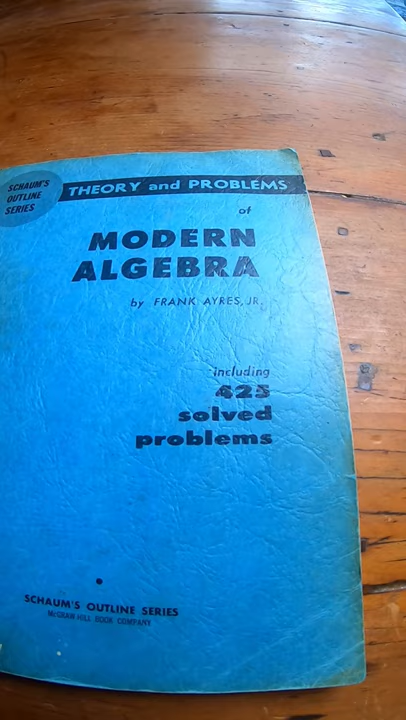 SCHAUM'S
OUTLINE
SERIES
THEORY and PROBLEMS
of
MODERN
ALGEBRA
by FRANK AYRES, JR.
including
425
solved
problems
SCHAUM'S OUTLINE SERIES
McGRAW-HILL BOOK COMPANY